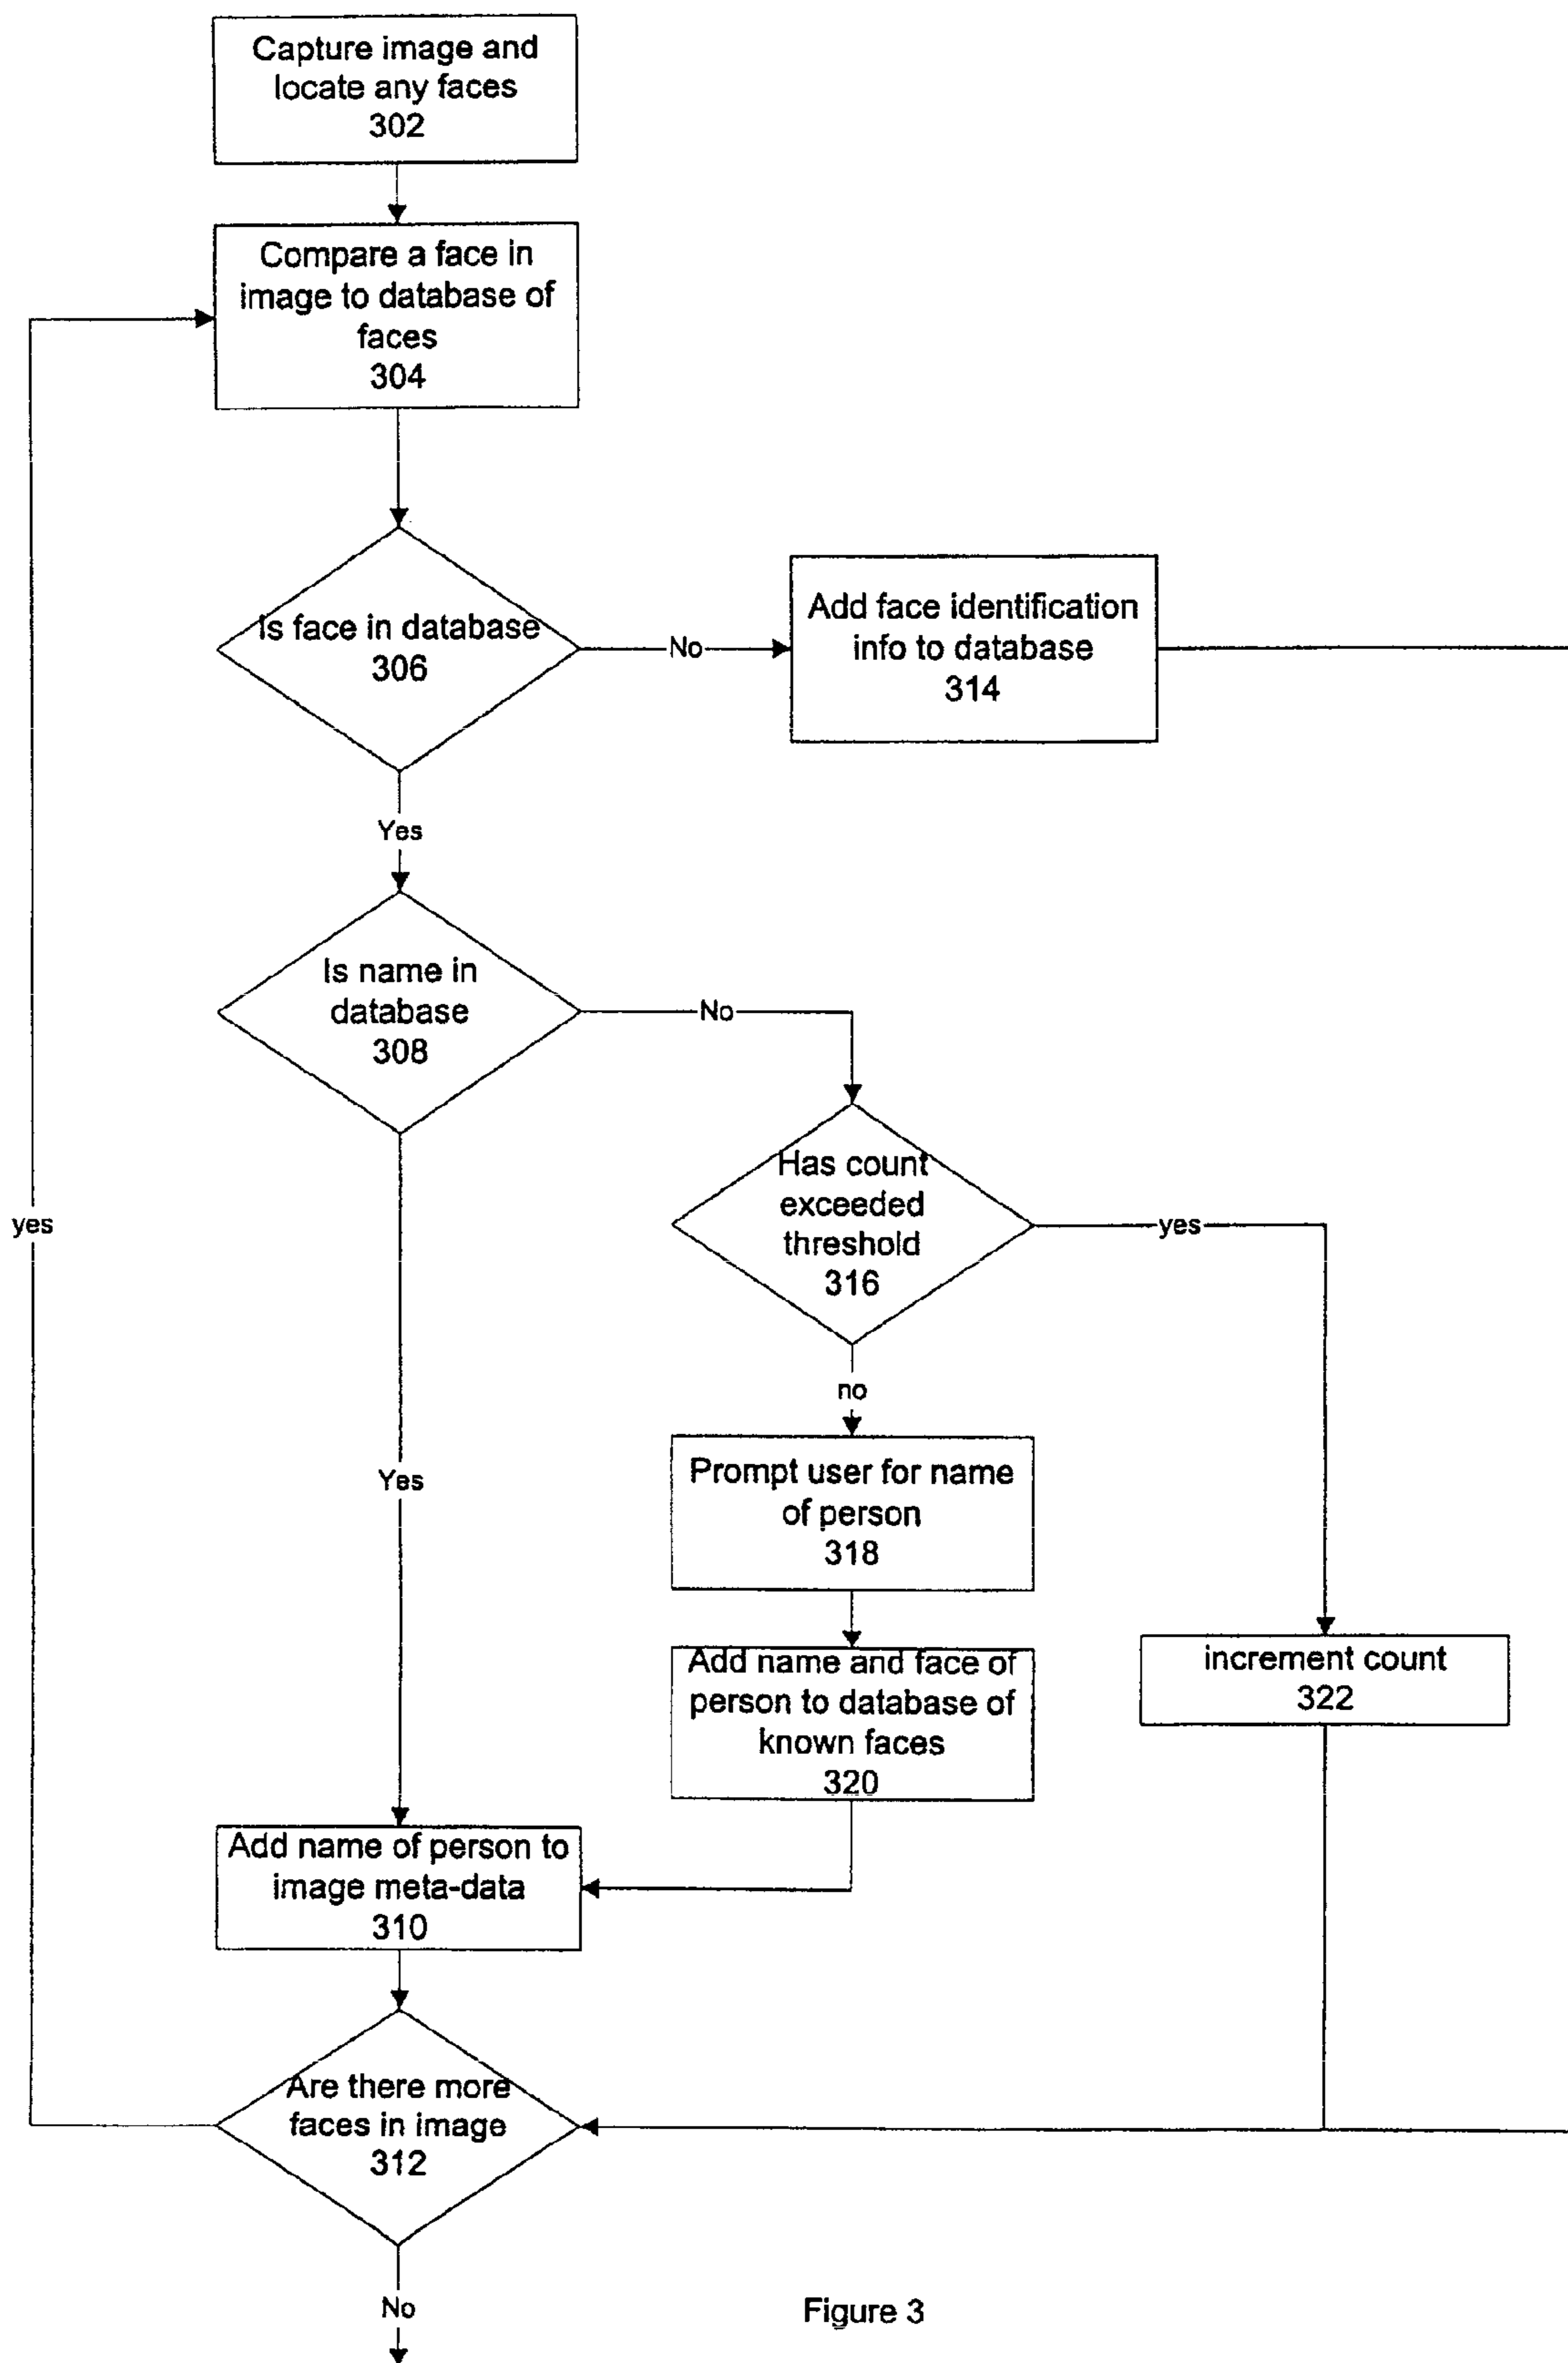 Capture image and
locate any faces
302
Compare a face in
image to database of
faces
304
Is face in database
306
No
Add face identification
info to database
314
Yes
Is name in
database
308
No
Has count
exceeded
threshold
316
yes
yes
no
Prompt user for name
of person
318
Yes
Add name and face of
person to database of
known faces
320
increment count
322
Add name of person to
image meta-data
310
Are there more
faces in image
312
No
Figure 3